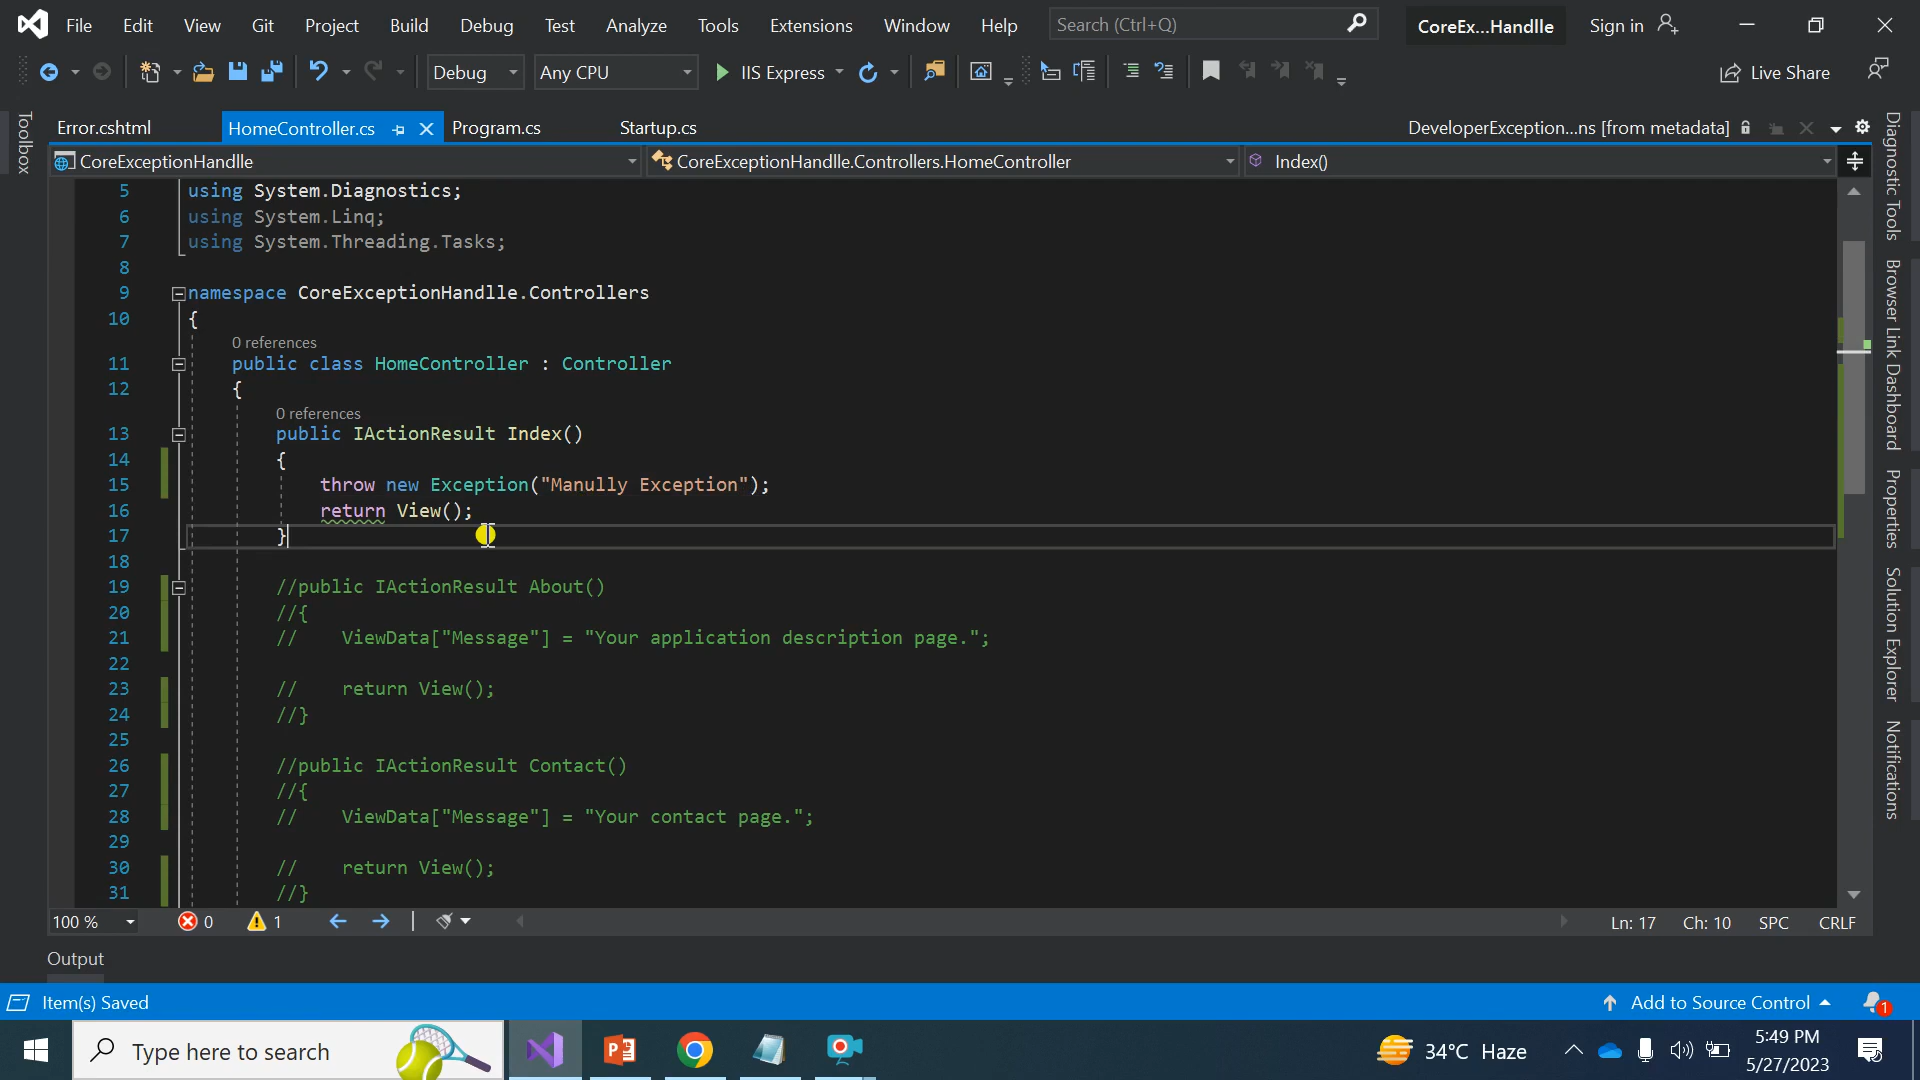 File Edit View Git Project Build Debug Test Analyze Tools Extensions Window Help Search (Ctrl+Q) CoreEx...Handlle Sign in
Debug Any CPU IIS Express Live Share
Error.cshtml HomeController.cs Program.cs Startup.cs DeveloperException...ns [from metadata]
CoreExceptionHandlle CoreExceptionHandlle.Controllers.HomeController Index()
5 using System.Diagnostics;
6 using System.Linq;
7 using System.Threading.Tasks;
8
9 namespace CoreExceptionHandlle.Controllers
10 {
0 references
11 public class HomeController : Controller
12 {
0 references
13 public IActionResult Index()
14 {
15 throw new Exception("Manully Exception");
16 return View();
17 }
18
19 //public IActionResult About()
20 //{
21 // ViewData["Message"] = "Your application description page.";
22
23 // return View();
24 //}
25
26 //public IActionResult Contact()
27 //{
28 // ViewData["Message"] = "Your contact page.";
29
30 // return View();
31 //}
100 % 0 1 Ln: 17 Ch: 10 SPC CRLF
Output
Item(s) Saved Add to Source Control 1
Type here to search 34°C Haze 5:49 PM
5/27/2023
Toolbox
Diagnostic Tools
Browser Link Dashboard
Properties
Solution Explorer
Notifications